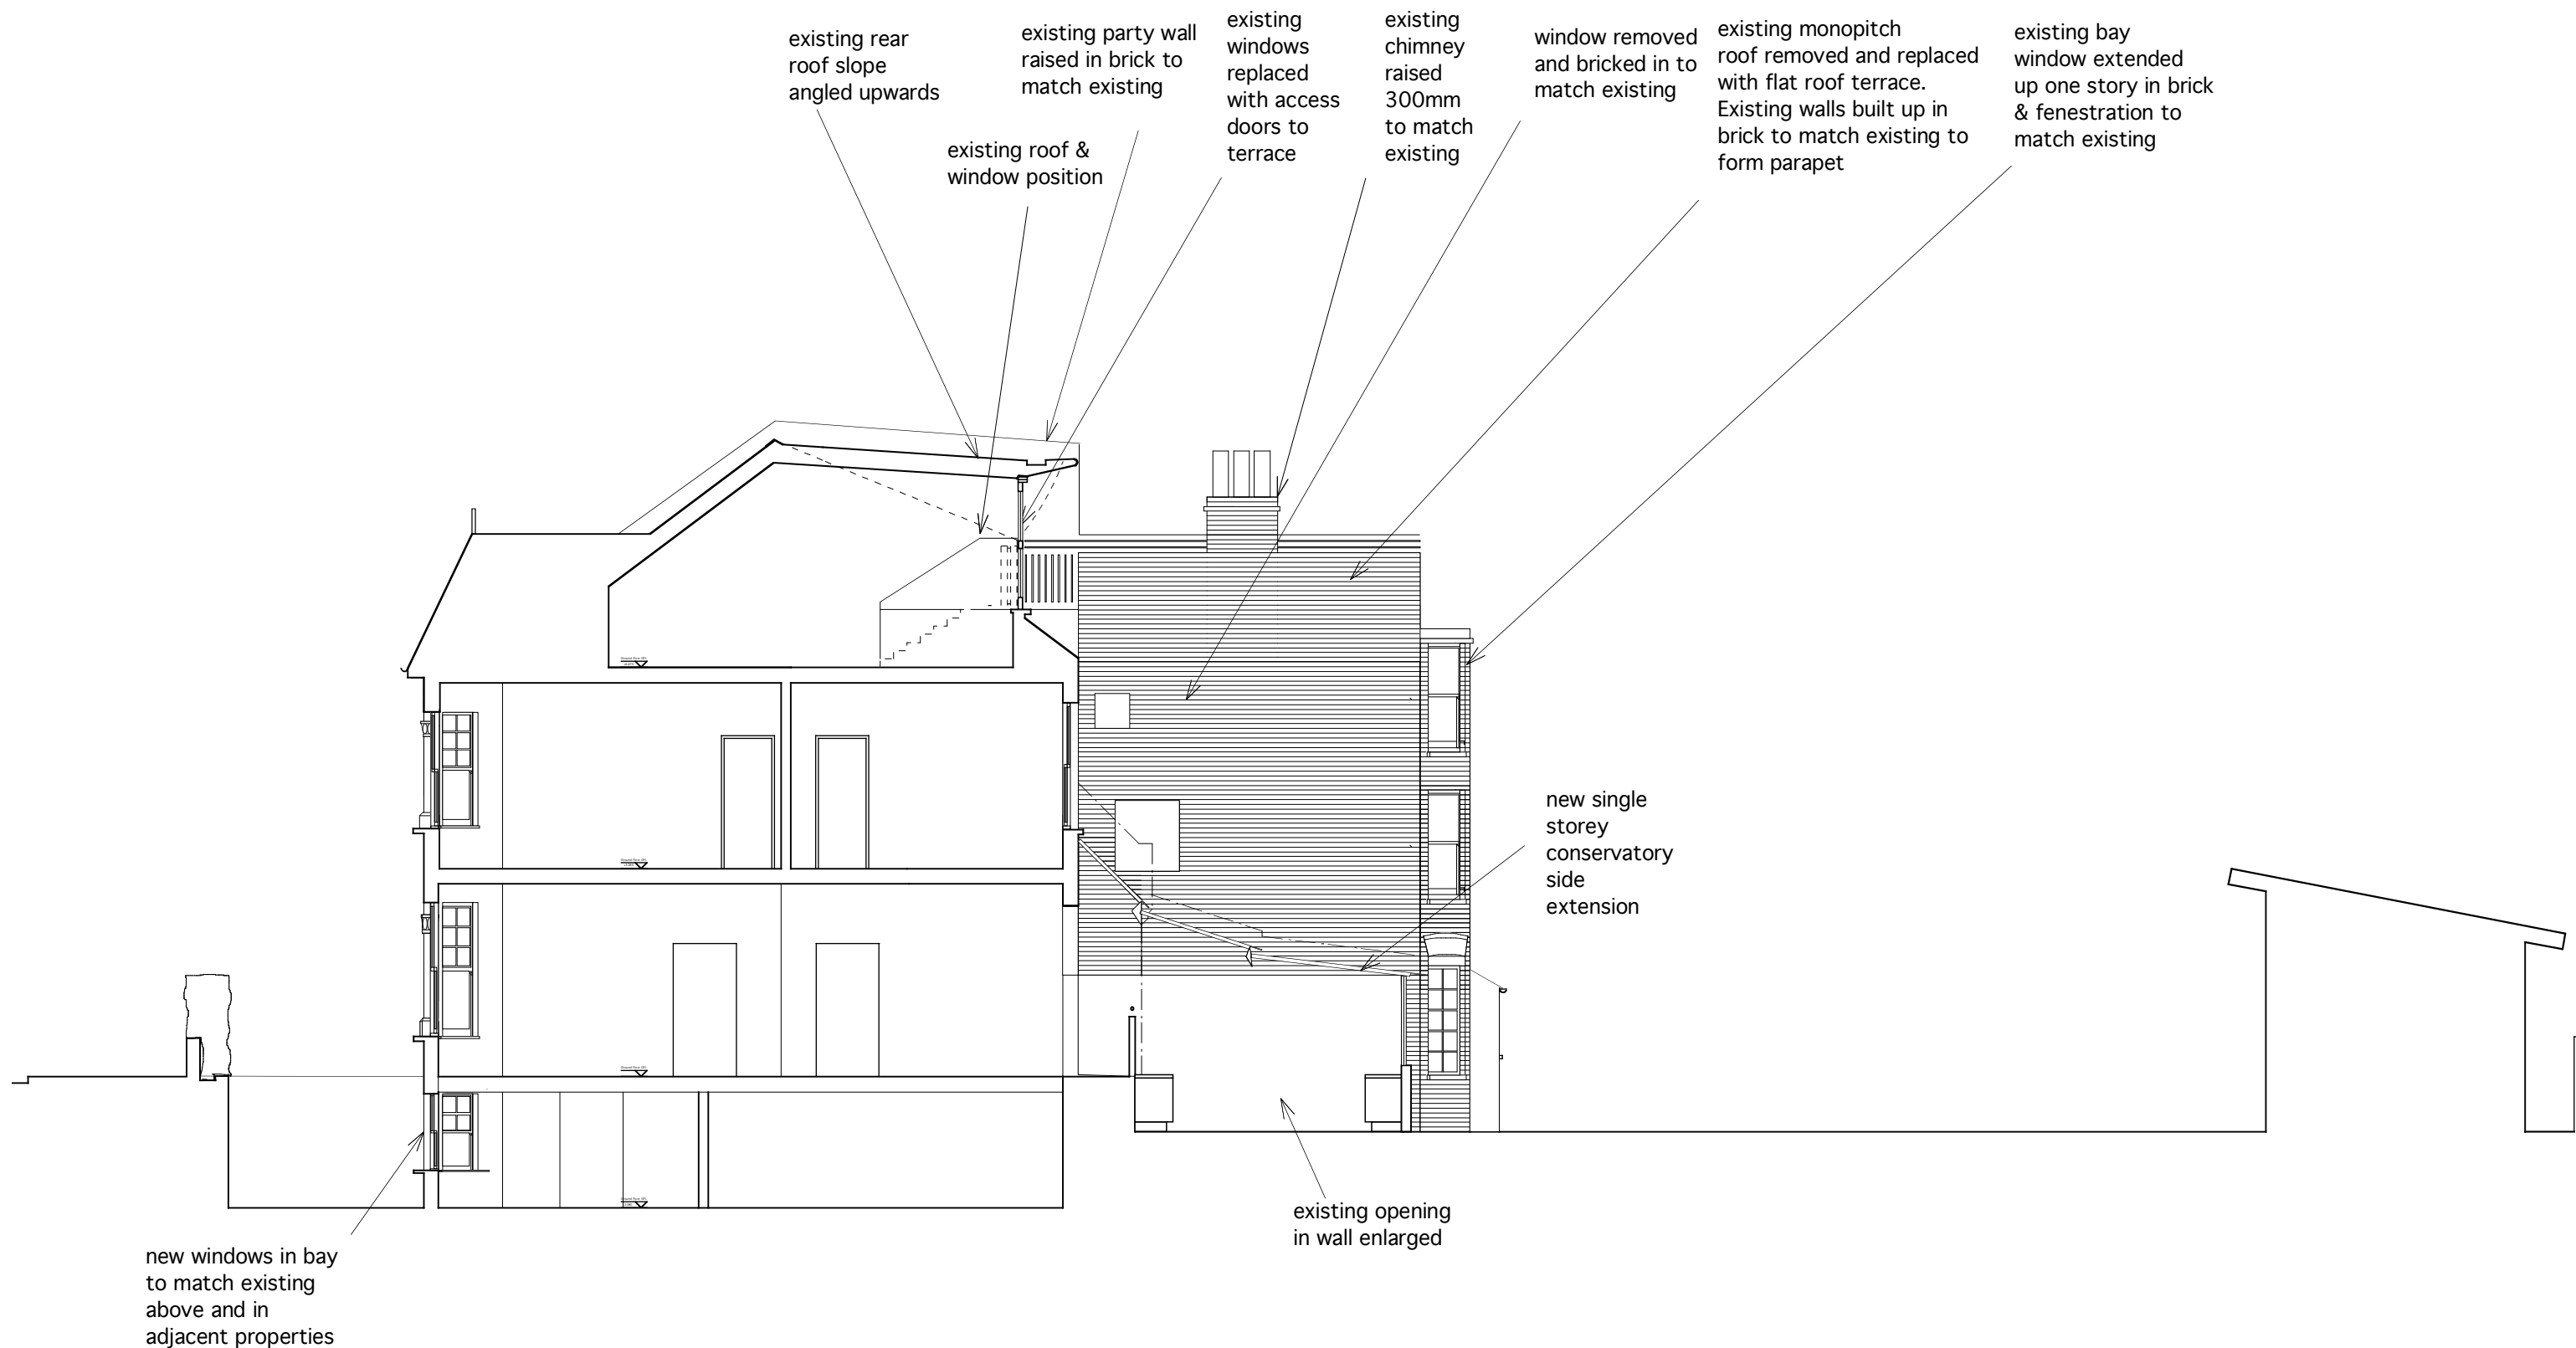 existing rear
roof slope
angled upwards
existing party wall
raised in brick to
match existing
existing roof &
window position
existing
windows
replaced
with access
doors to
terrace
existing
chimney
raised
300mm
to match
existing
window removed
and bricked in to
match existing
existing monopitch
roof removed and replaced
with flat roof terrace.
Existing walls built up in
brick to match existing to
form parapet
existing bay
window extended
up one story in brick
& fenestration to
match existing
new single
storey
conservatory
side
extension
existing opening
in wall enlarged
new windows in bay
to match existing
above and in
adjacent properties